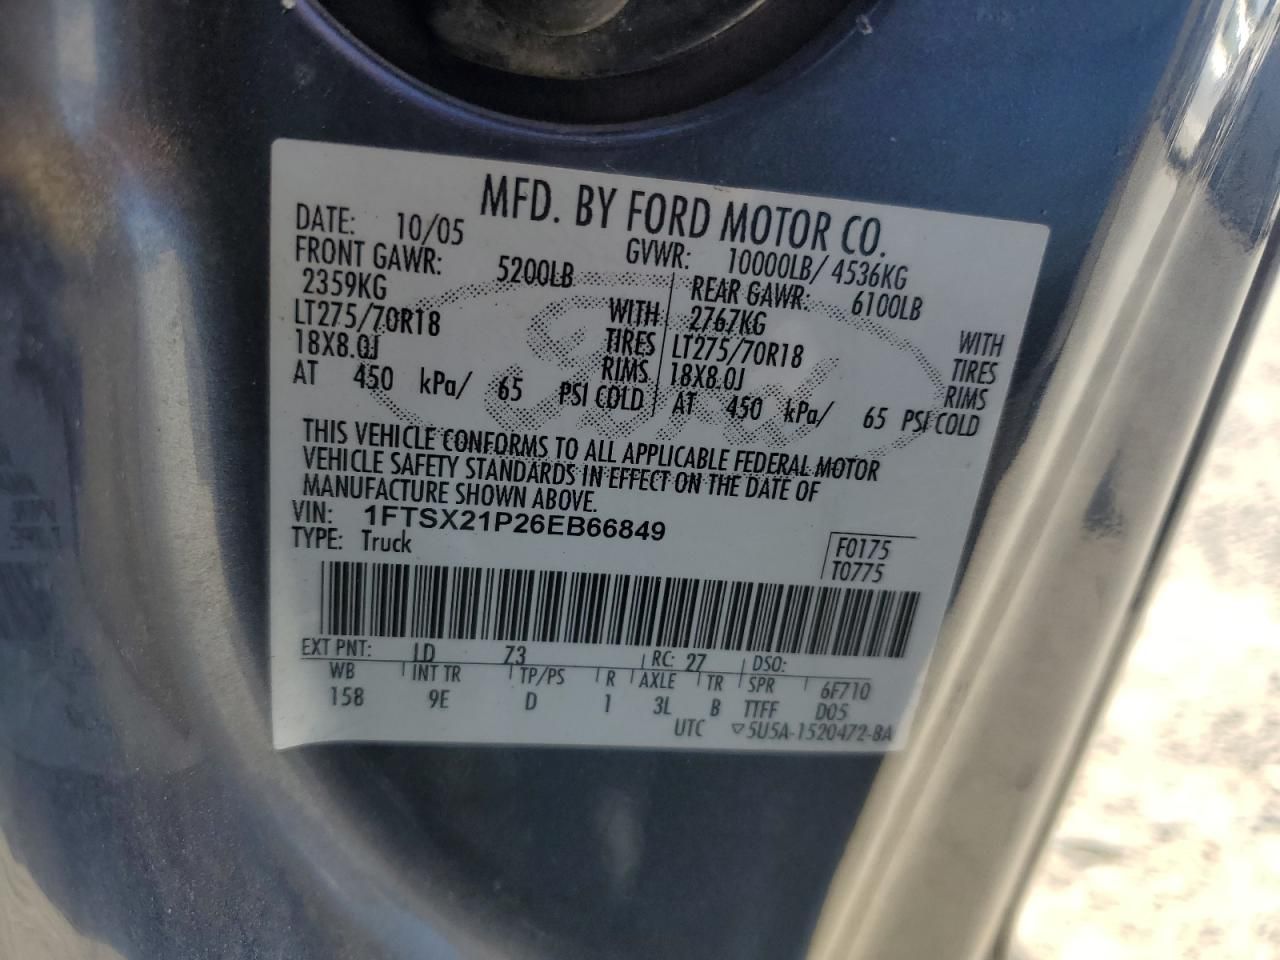 MFD. BY FORD MOTOR CO.
DATE: 10/05 GVWR: 10000LB/ 4536KG
FRONT GAWR: 5200LB REAR GAWR: 6100LB
2359KG WITH 2767KG WITH
LT275/70R18 TIRES LT275/70R18 TIRES
18X8.0J RIMS 18X8.0J RIMS
AT 450 kPa/ 65 PSI COLD AT 450 kPa/ 65 PSI COLD
THIS VEHICLE CONFORMS TO ALL APPLICABLE FEDERAL MOTOR
VEHICLE SAFETY STANDARDS IN EFFECT ON THE DATE OF
MANUFACTURE SHOWN ABOVE.
VIN: 1FTSX21P26EB66849
TYPE: Truck
F0175
T0775
EXT PNT: LD Z3 RC: 27 DSO:
WB INT TR TP/PS R AXLE TR SPR 6F710
158 9E D 1 3L B TTFF D05
UTC ▽5U5A-1520472-BA
Ford